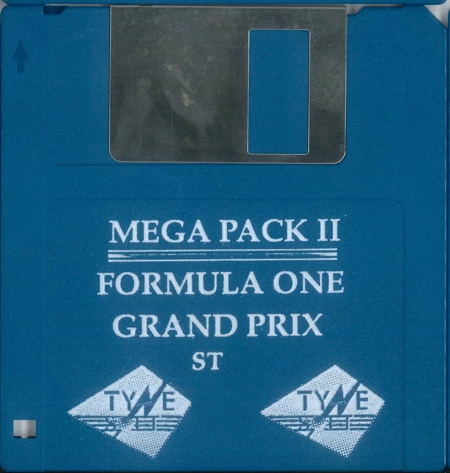 MEGA PACK II
FORMULA ONE
GRAND PRIX
ST
TYNE TYNE